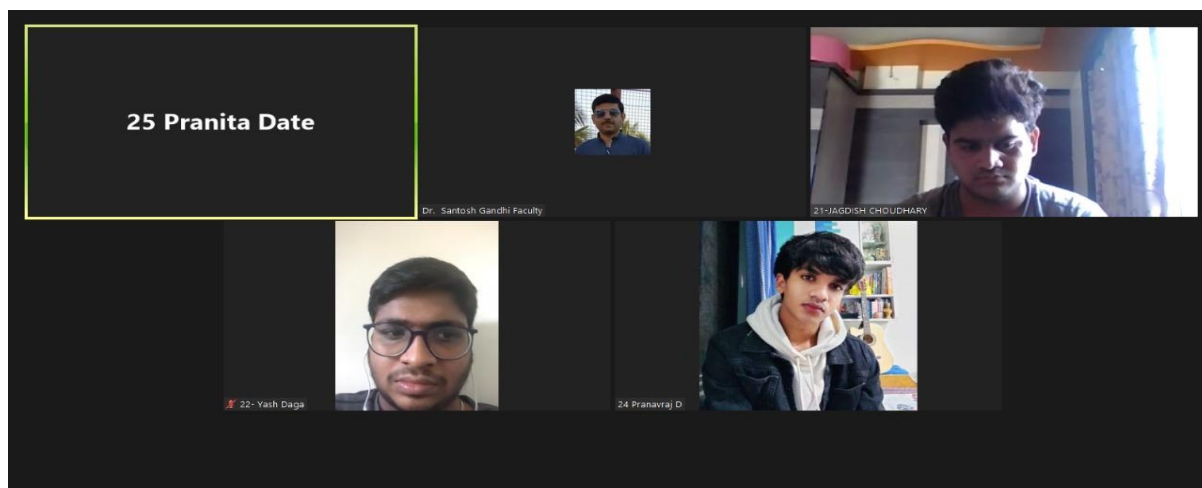 25 Pranita Date
Dr. Santosh Gandhi Faculty
21-JAGDISH CHOUDHARY
22- Yash Daga
24 Pranavraj D